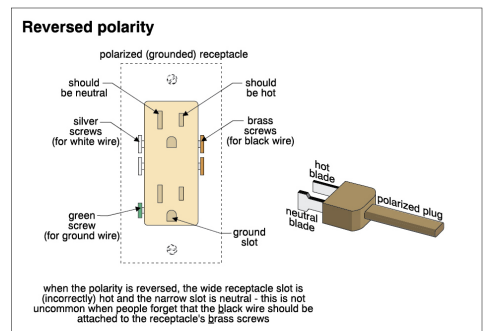 Reversed polarity
polarized (grounded) receptacle
should
be neutral
should
be hot
silver
screws
(for white wire)
brass
screws
(for black wire)
hot
blade
neutral
blade
polarized plug
green
screw
(for ground wire)
ground
slot
when the polarity is reversed, the wide receptacle slot is
(incorrectly) hot and the narrow slot is neutral - this is not
uncommon when people forget that the black wire should be
attached to the receptacle's brass screws